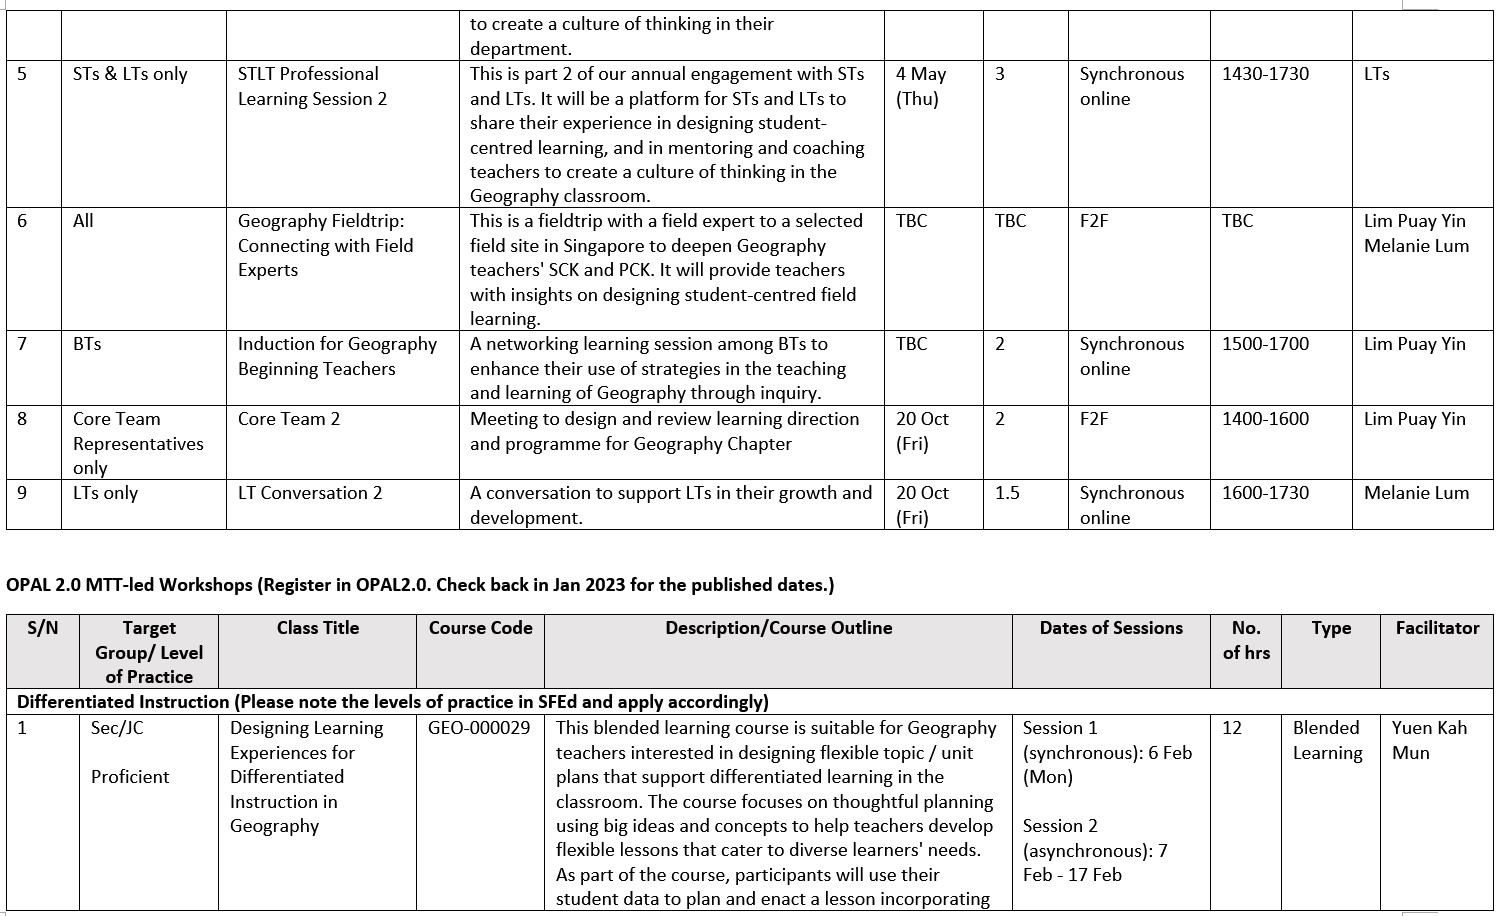 to create a culture of thinking in their
department.
5
STs & LTs only
STLT Professional
Learning Session 2
This is part 2 of our annual engagement with STs
and LTs. It will be a platform for STs and LTs to
share their experience in designing student-
centred learning, and in mentoring and coaching
teachers to create a culture of thinking in the
Geography classroom.
4 May
(Thu)
3
Synchronous
online
1430-1730
LTs
6
All
Geography Fieldtrip:
Connecting with Field
Experts
This is a fieldtrip with a field expert to a selected
field site in Singapore to deepen Geography
teachers' SCK and PCK. It will provide teachers
with insights on designing student-centred field
learning.
TBC
TBC
F2F
TBC
Lim Puay Yin
Melanie Lum
7
BTs
Induction for Geography
Beginning Teachers
A networking learning session among BTs to
enhance their use of strategies in the teaching
and learning of Geography through inquiry.
TBC
2
Synchronous
online
1500-1700
Lim Puay Yin
8
Core Team
Representatives
only
Core Team 2
Meeting to design and review learning direction
and programme for Geography Chapter
20 Oct
(Fri)
2
F2F
1400-1600
Lim Puay Yin
9
LTs only
LT Conversation 2
A conversation to support LTs in their growth and
development.
20 Oct
(Fri)
1.5
Synchronous
online
1600-1730
Melanie Lum
OPAL 2.0 MTT-led Workshops (Register in OPAL2.0. Check back in Jan 2023 for the published dates.)
S/N
Target
Group/ Level
of Practice
Class Title
Course Code
Description/Course Outline
Dates of Sessions
No.
of hrs
Type
Facilitator
Differentiated Instruction (Please note the levels of practice in SFEd and apply accordingly)
1
Sec/JC
Proficient
Designing Learning
Experiences for
Differentiated
Instruction in
Geography
GEO-000029
This blended learning course is suitable for Geography
teachers interested in designing flexible topic / unit
plans that support differentiated learning in the
classroom. The course focuses on thoughtful planning
using big ideas and concepts to help teachers develop
flexible lessons that cater to diverse learners' needs.
As part of the course, participants will use their
student data to plan and enact a lesson incorporating
Session 1
(synchronous): 6 Feb
(Mon)
Session 2
(asynchronous): 7
Feb - 17 Feb
12
Blended
Learning
Yuen Kah
Mun